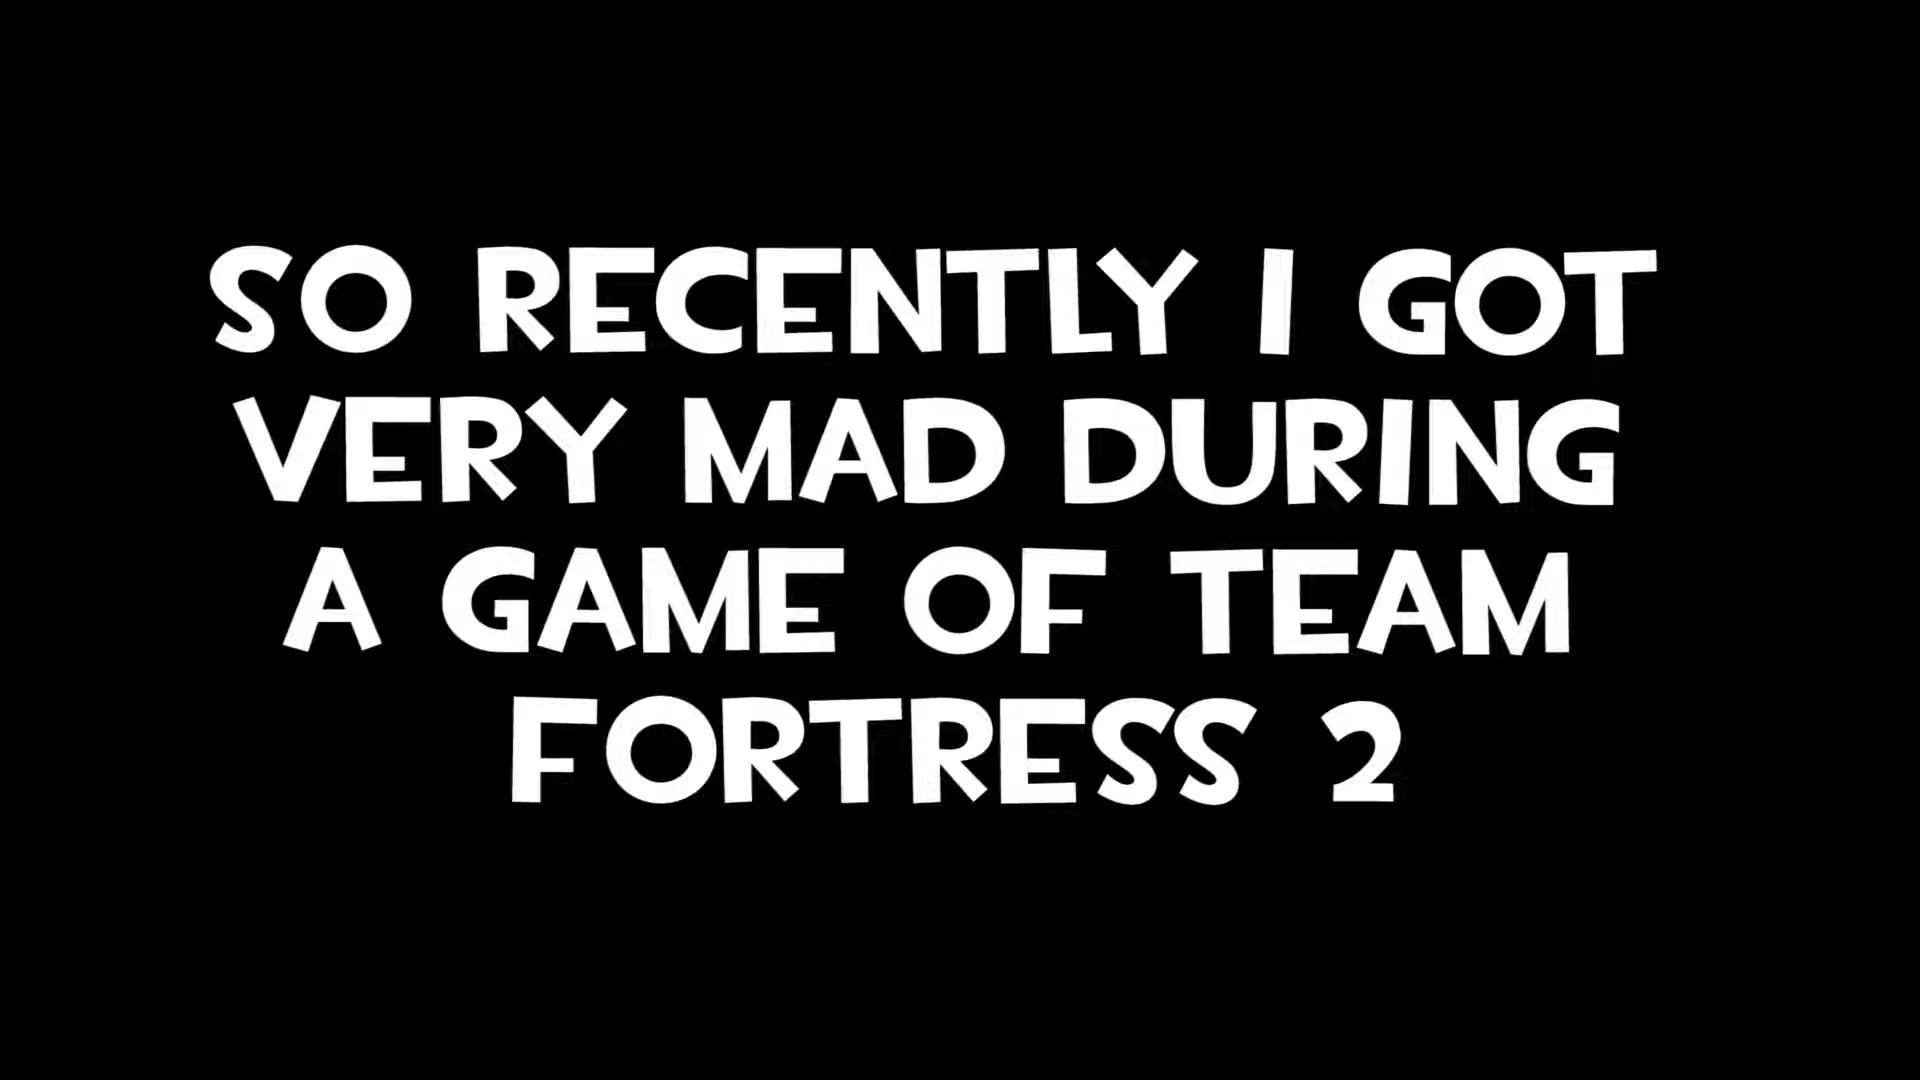 SO RECENTLY I GOT
VERY MAD DURING
A GAME OF TEAM
FORTRESS 2